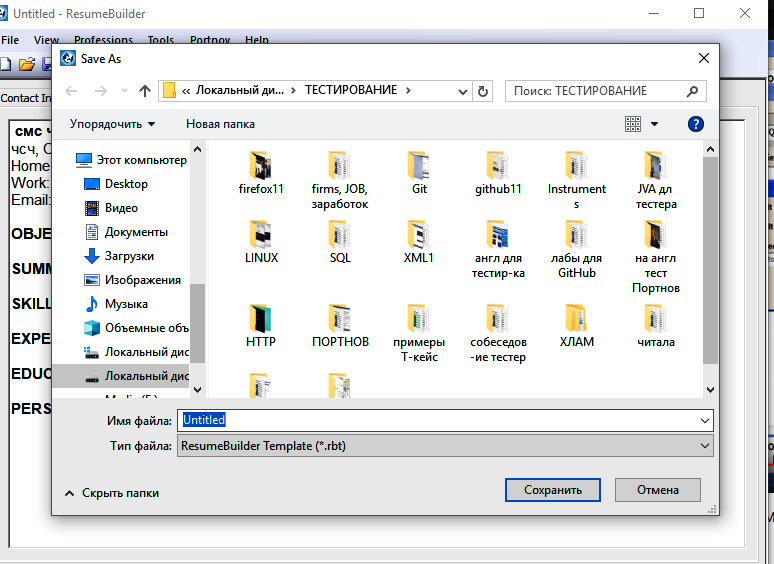 Untitled - ResumeBuilder
File View Professions Tools Portnov Help
Save As
« Локальный ди... › ТЕСТИРОВАНИЕ ›
Поиск: ТЕСТИРОВАНИЕ
Упорядочить Новая папка
Contact In
смс
чсч, С
Home
Work:
Email:
OBJE
SUMM
SKILL
EXPE
EDUC
PERS
Этот компьютер
Desktop
Видео
Документы
Загрузки
Изображения
Музыка
Объемные объ
Локальный дис
Локальный дис
firefox11
firms, JOB,
заработок
Git
github11
Instrument
s
JVA дл
тестера
LINUX
SQL
XML1
англ для
тестир-ка
лабы для
GitHub
на англ
тест
Портнов
HTTP
ПОРТНОВ
примеры
Т-кейс
собеседов
-ие тестер
ХЛАМ
читала
Имя файла: Untitled
Тип файла: ResumeBuilder Template (*.rbt)
Скрыть папки
Сохранить Отмена